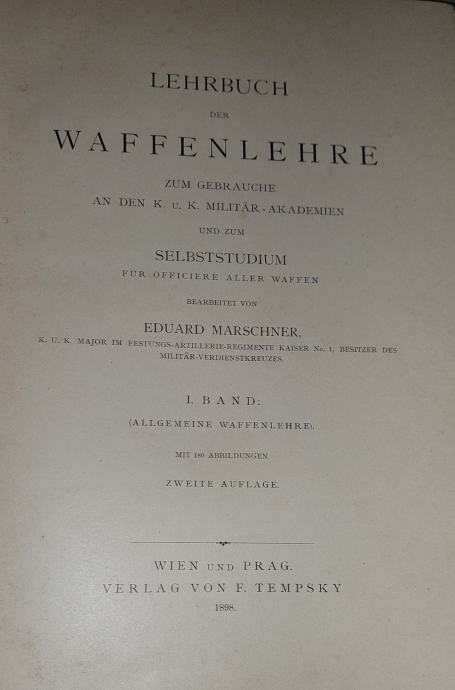 LEHRBUCH
DER
WAFFENLEHRE
ZUM GEBRAUCHE
AN DEN K. U. K. MILITÄR-AKADEMIEN
UND ZUM
SELBSTSTUDIUM
FÜR OFFICIERE ALLER WAFFEN
BEARBEITET VON
EDUARD MARSCHNER,
K. U. K. MAJOR IM FESTUNGS-ARTILLERIE-REGIMENTE KAISER No. 1, BESITZER DES
MILITÄR-VERDIENSTKREUZES.
I. BAND:
(ALLGEMEINE WAFFENLEHRE).
MIT 180 ABBILDUNGEN.
ZWEITE AUFLAGE.
WIEN UND PRAG.
VERLAG VON F. TEMPSKY
1898.